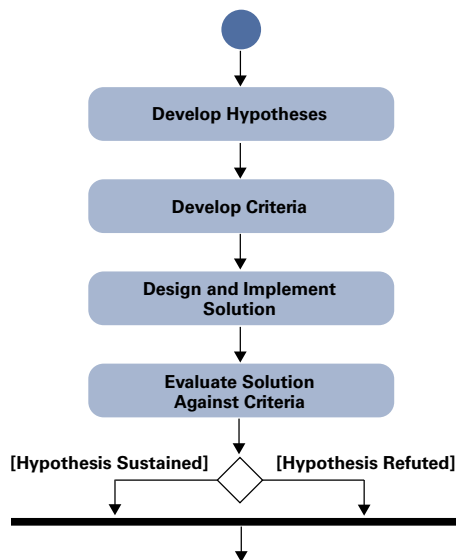 Develop Hypotheses
Develop Criteria
Design and Implement
Solution
Evaluate Solution
Against Criteria
[Hypothesis Sustained]
[Hypothesis Refuted]